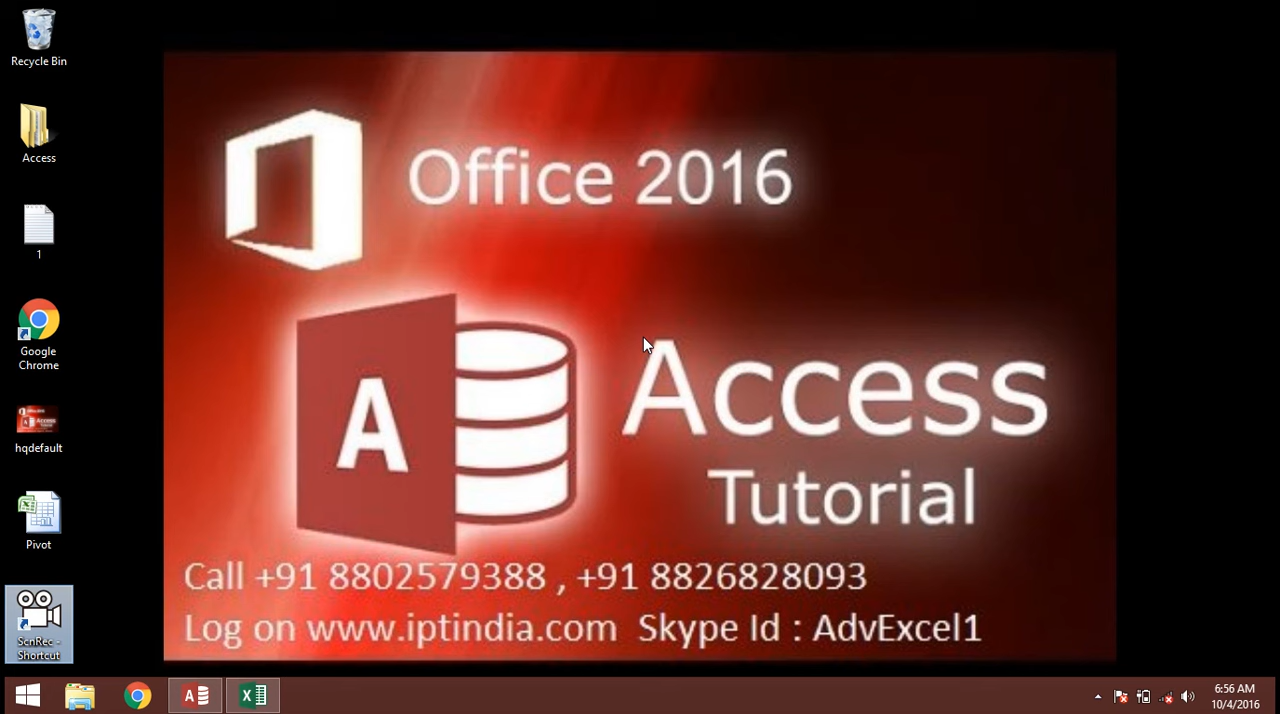 Recycle Bin
Access
1
Google
Chrome
hqdefault
Pivot
ScnRec -
Shortcut
Office 2016
A
Access
Tutorial
Call +91 8802579388 , +91 8826828093
Log on www.iptindia.com Skype Id : AdvExcel1
6:56 AM
10/4/2016